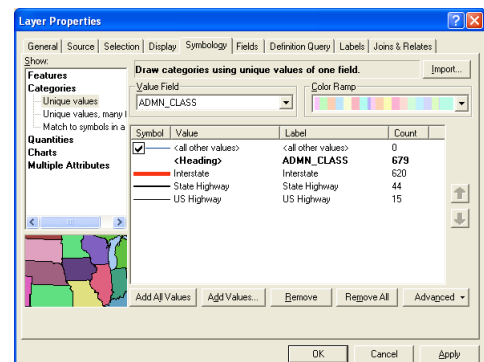 Layer Properties
General Source Selection Display Symbology Fields Definition Query Labels Joins & Relates
Show:
Features
Categories
Unique values
Unique values, many
Match to symbols in a
Quantities
Charts
Multiple Attributes
Draw categories using unique values of one field.
Import...
Value Field
ADMN_CLASS
Color Ramp
Symbol Value Label Count
<all other values> <all other values> 0
<Heading> ADMN_CLASS 679
Interstate Interstate 620
State Highway State Highway 44
US Highway US Highway 15
Add All Values Add Values... Remove Remove All Advanced
OK Cancel Apply